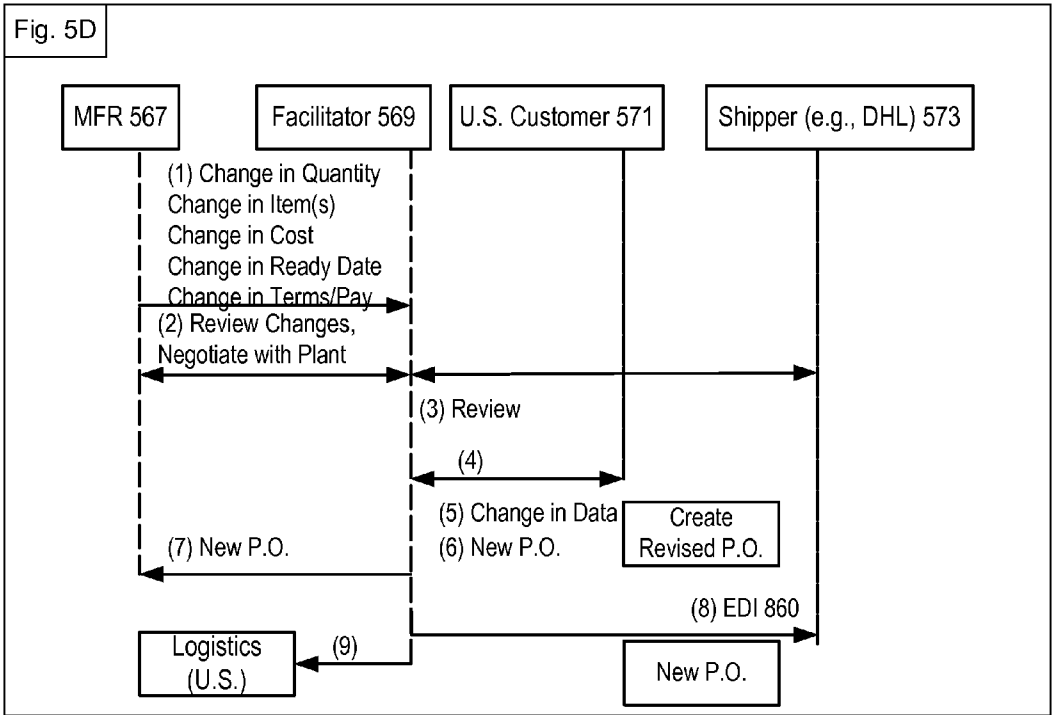 Fig. 5D
MFR 567
Facilitator 569
U.S. Customer 571
Shipper (e.g., DHL) 573
(1) Change in Quantity
Change in Item(s)
Change in Cost
Change in Ready Date
Change in Terms/Pay
(2) Review Changes,
Negotiate with Plant
(3) Review
(4)
(5) Change in Data
(6) New P.O.
Create
Revised P.O.
(7) New P.O.
(8) EDI 860
(9)
Logistics
(U.S.)
New P.O.